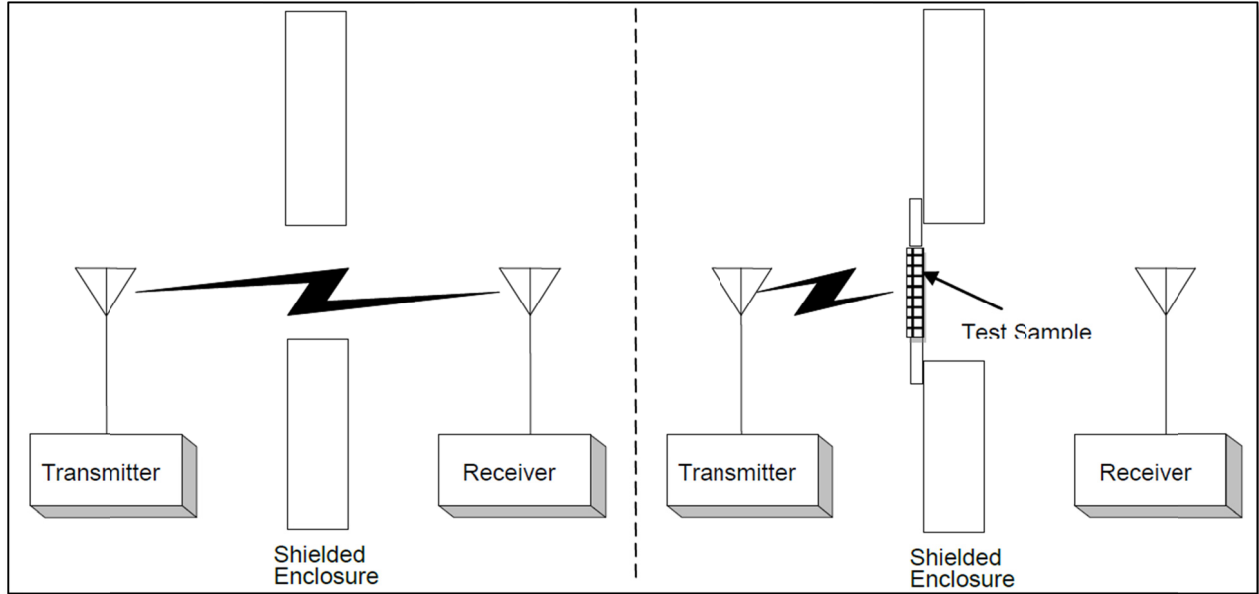 Test Sample
Transmitter
Receiver
Transmitter
Receiver
Shielded
Enclosure
Shielded
Enclosure